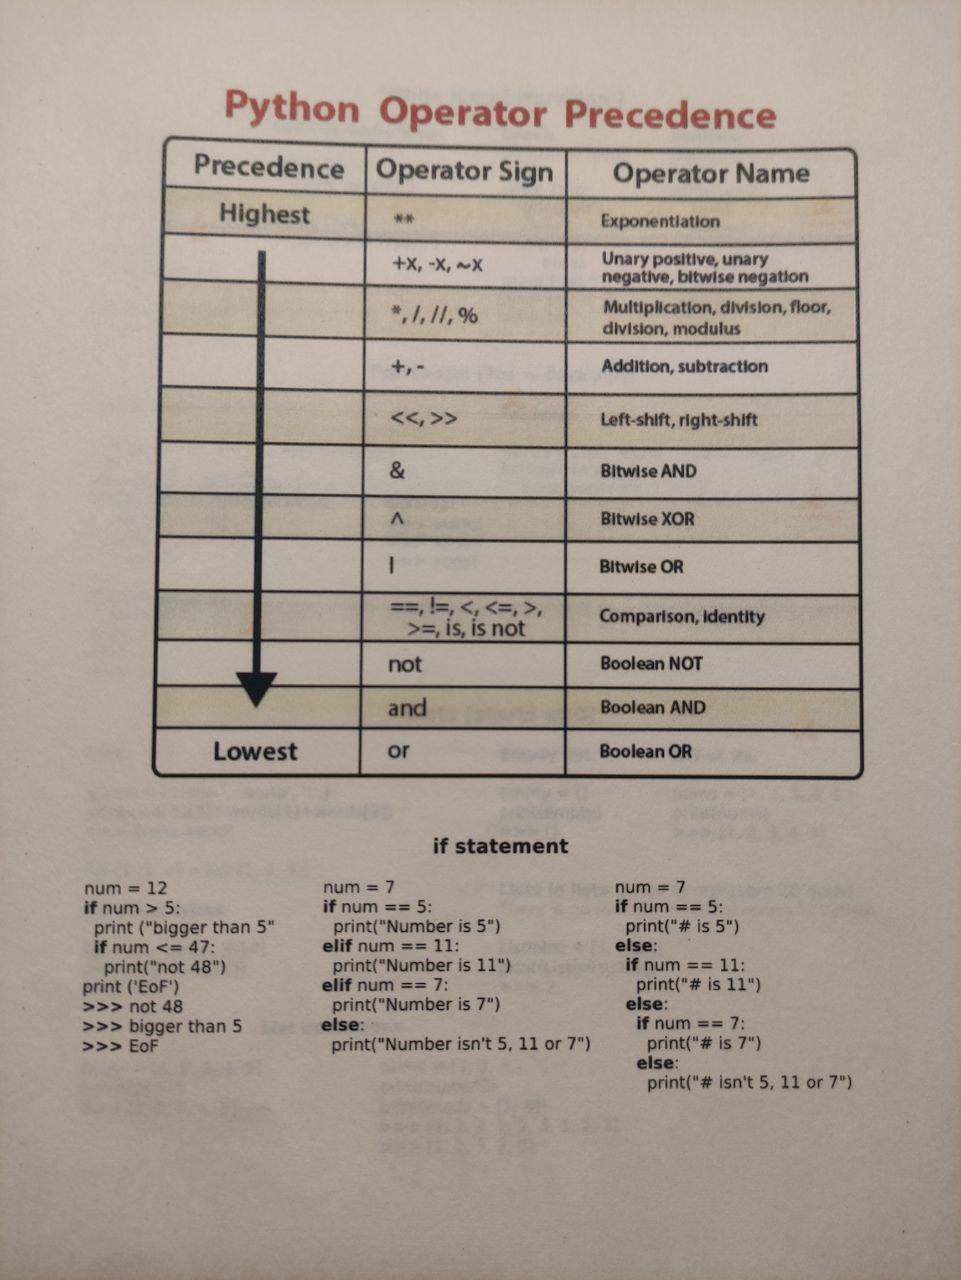 Python Operator Precedence
Precedence Operator Sign Operator Name
Highest ** Exponentiation
+x, -x, ~x Unary positive, unary
negative, bitwise negation
*, /, //, % Multiplication, division, floor,
division, modulus
+, - Addition, subtraction
<<, >> Left-shift, right-shift
& Bitwise AND
^ Bitwise XOR
| Bitwise OR
==, !=, <, <=, >,
>=, is, is not Comparison, identity
not Boolean NOT
and Boolean AND
Lowest or Boolean OR
if statement
num = 12
if num > 5:
print ("bigger than 5"
if num <= 47:
print("not 48")
print ('EoF')
>>> not 48
>>> bigger than 5
>>> EoF
num = 7
if num == 5:
print("Number is 5")
elif num == 11:
print("Number is 11")
elif num == 7:
print("Number is 7")
else:
print("Number isn't 5, 11 or 7")
num = 7
if num == 5:
print("# is 5")
else:
if num == 11:
print("# is 11")
else:
if num == 7:
print("# is 7")
else:
print("# isn't 5, 11 or 7")